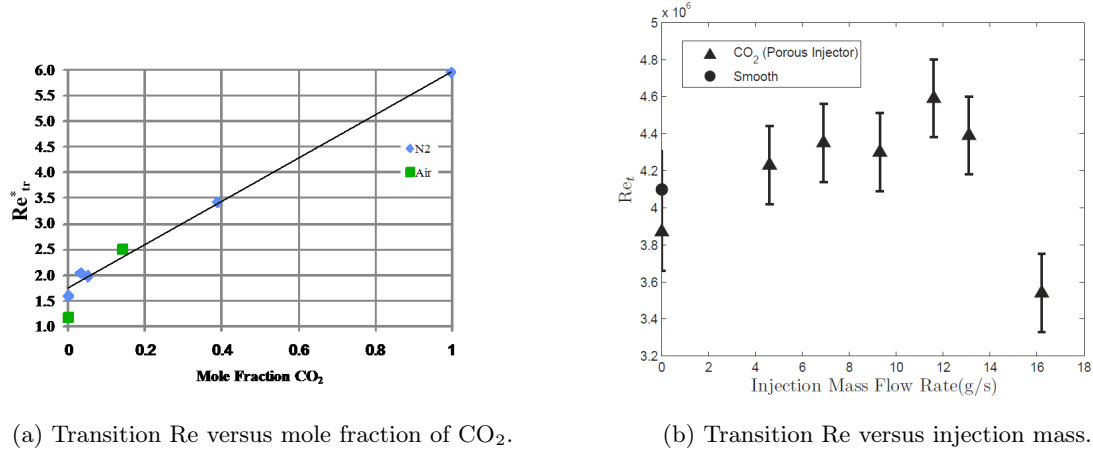 6.0
5.5
5.0
4.5
4.0
3.5
3.0
2.5
2.0
1.5
1.0
Re*tr
N2
Air
0 0.2 0.4 0.6 0.8 1
Mole Fraction CO2
(a) Transition Re versus mole fraction of CO2.
x 10^6
5
4.8
4.6
4.4
4.2
4
3.8
3.6
3.4
3.2
Re_t
CO2 (Porous Injector)
Smooth
0 2 4 6 8 10 12 14 16 18
Injection Mass Flow Rate(g/s)
(b) Transition Re versus injection mass.